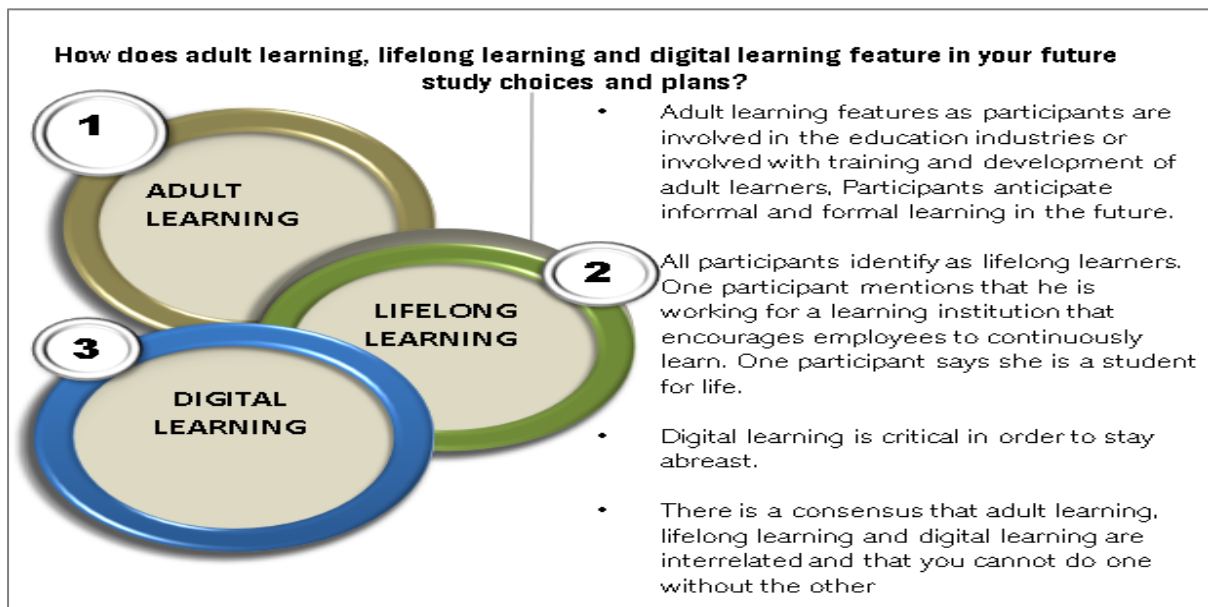 How does adult learning, lifelong learning and digital learning feature in your future
study choices and plans?
1
ADULT
LEARNING
2
LIFELONG
LEARNING
3
DIGITAL
LEARNING
• Adult learning features as participants are
involved in the education industries or
involved with training and development of
adult learners, Participants anticipate
informal and formal learning in the future.
All participants identify as lifelong learners.
One participant mentions that he is
working for a learning institution that
encourages employees to continuously
learn. One participant says she is a student
for life.
• Digital learning is critical in order to stay
abreast.
• There is a consensus that adult learning,
lifelong learning and digital learning are
interrelated and that you cannot do one
without the other